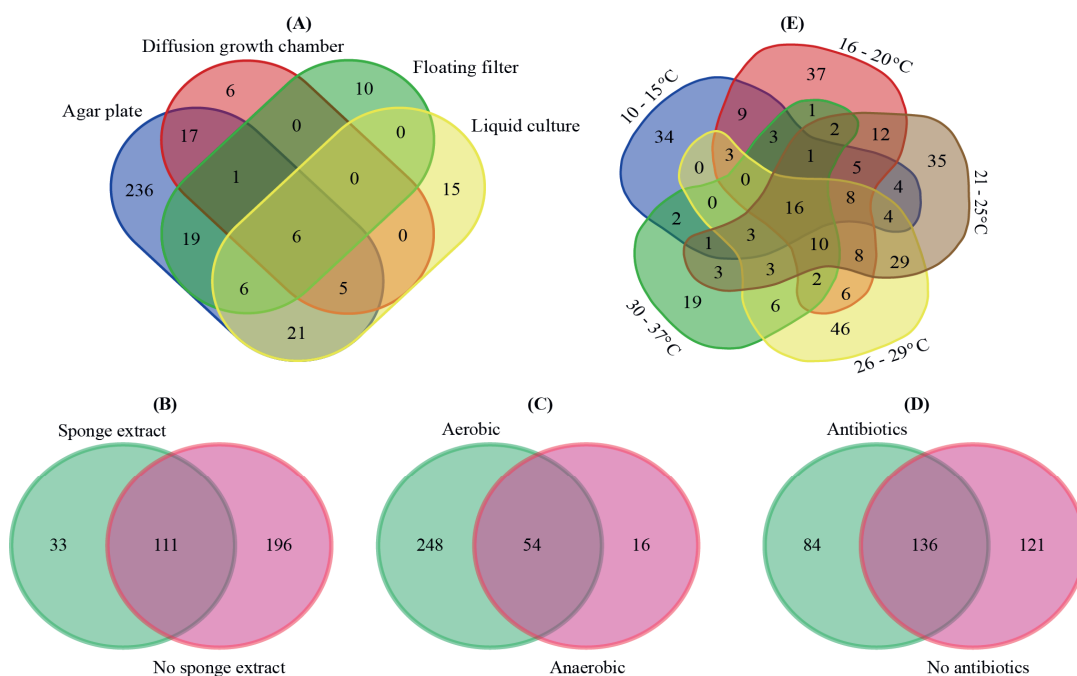 (A)
Diffusion growth chamber
Floating filter
Agar plate
Liquid culture
6
10
17
0
0
236
1
0
15
19
6
0
6
5
21
(E)
16 - 20°C
10 - 15°C
21 - 25°C
30 - 37°C
26 - 29°C
37
9
1
34
3
2
12
35
3
1
5
0
0
4
8
2
0
16
4
1
3
10
8
29
3
3
2
19
6
6
46
(B)
Sponge extract
33
111
196
No sponge extract
(C)
Aerobic
248
54
16
Anaerobic
(D)
Antibiotics
84
136
121
No antibiotics